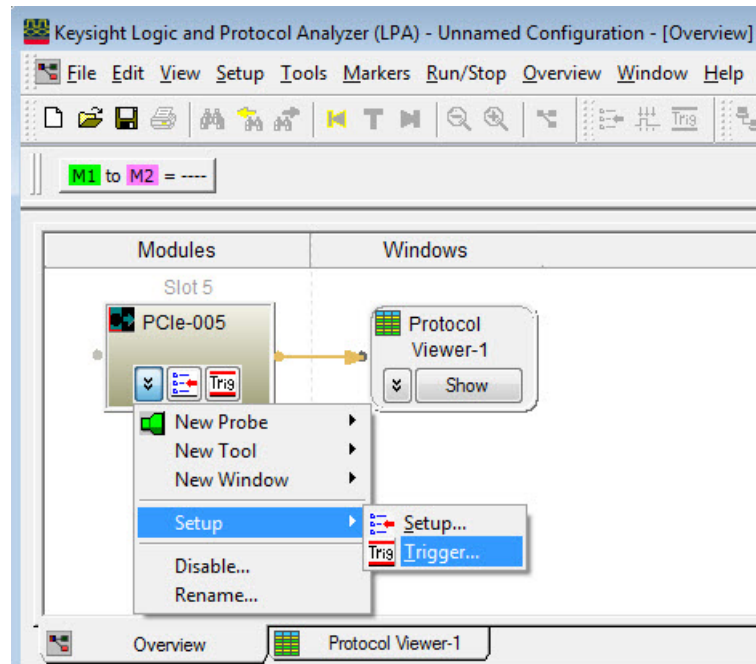 Keysight Logic and Protocol Analyzer (LPA) - Unnamed Configuration - [Overview]
File Edit View Setup Tools Markers Run/Stop Overview Window Help
T Trig
M1 to M2 = ----
Modules Windows
Slot 5
PCIe-005
Protocol
Viewer-1
Trig
Show
New Probe
New Tool
New Window
Setup
Setup...
Trig Trigger...
Disable...
Rename...
Overview Protocol Viewer-1